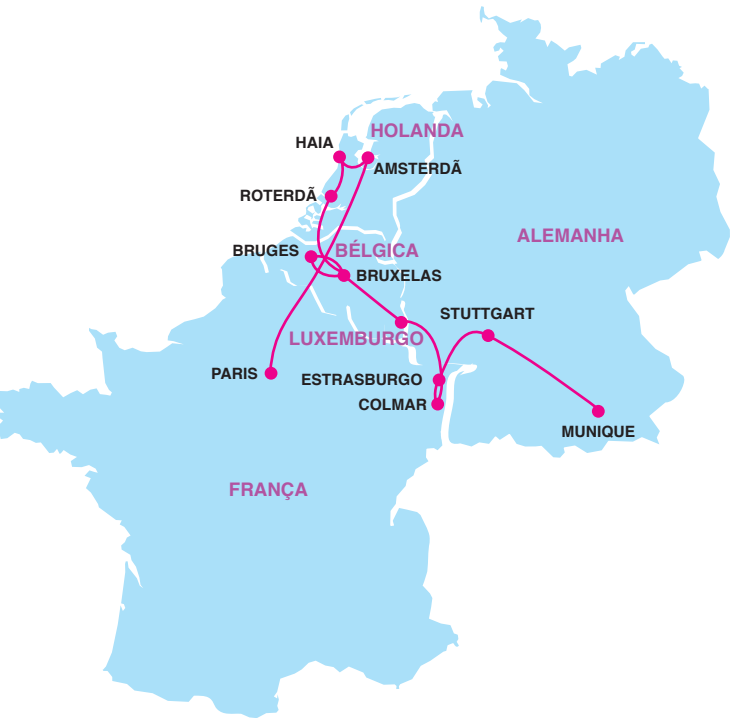 HOLANDA
HAIA
AMSTERDÃ
ROTERDÃ
ALEMANHA
BRUGES
BÉLGICA
BRUXELAS
STUTTGART
LUXEMBURGO
PARIS
ESTRASBURGO
COLMAR
MUNIQUE
FRANÇA